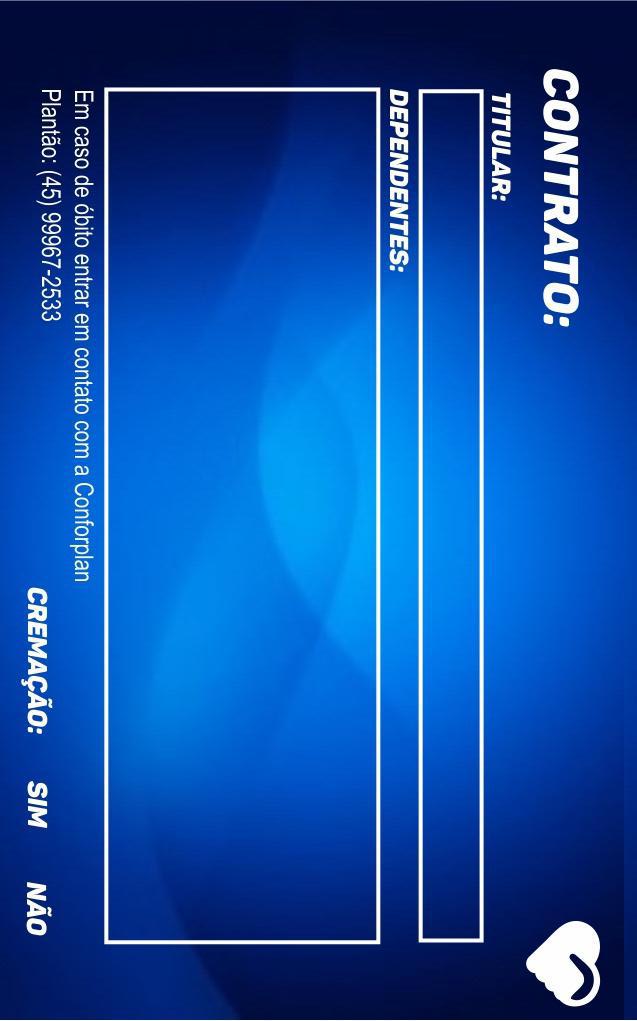 CONTRATO:
TITULAR:
DEPENDENTES:
Em caso de óbito entrar em contato com a Conforplan
Plantão: (45) 99967-2533
CREMAÇÃO: SIM NÃO